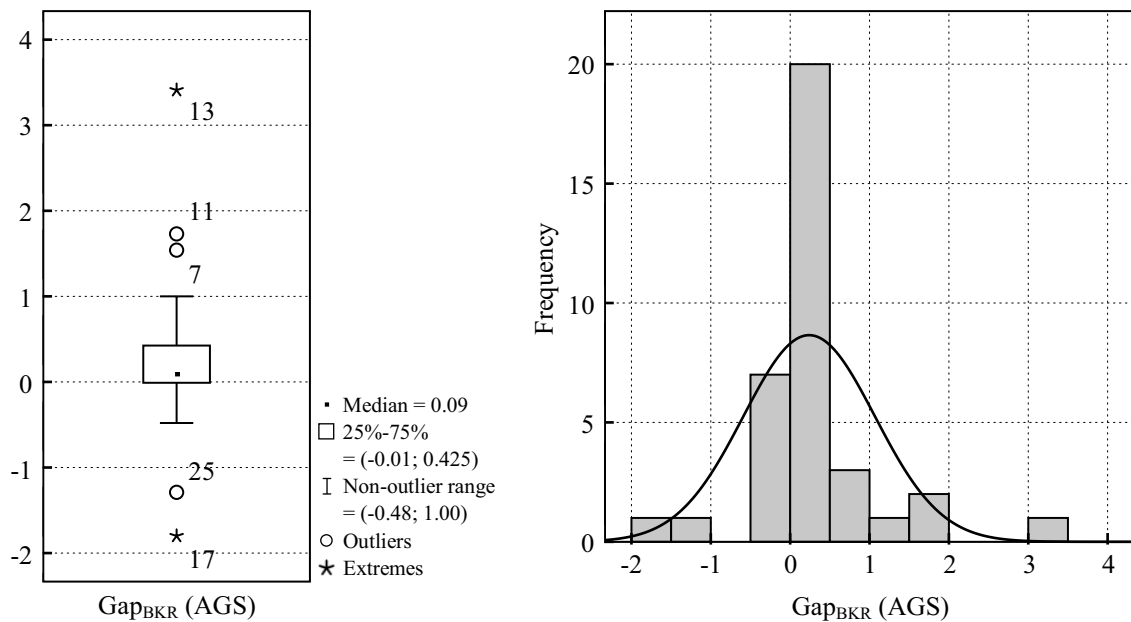 4
3
2
1
0
-1
-2
13
11
7
25
17
Gap_BKR (AGS)
Median = 0.09
25%-75%
= (-0.01; 0.425)
Non-outlier range
= (-0.48; 1.00)
Outliers
Extremes
Frequency
20
15
10
5
0
-2 -1 0 1 2 3 4
Gap_BKR (AGS)